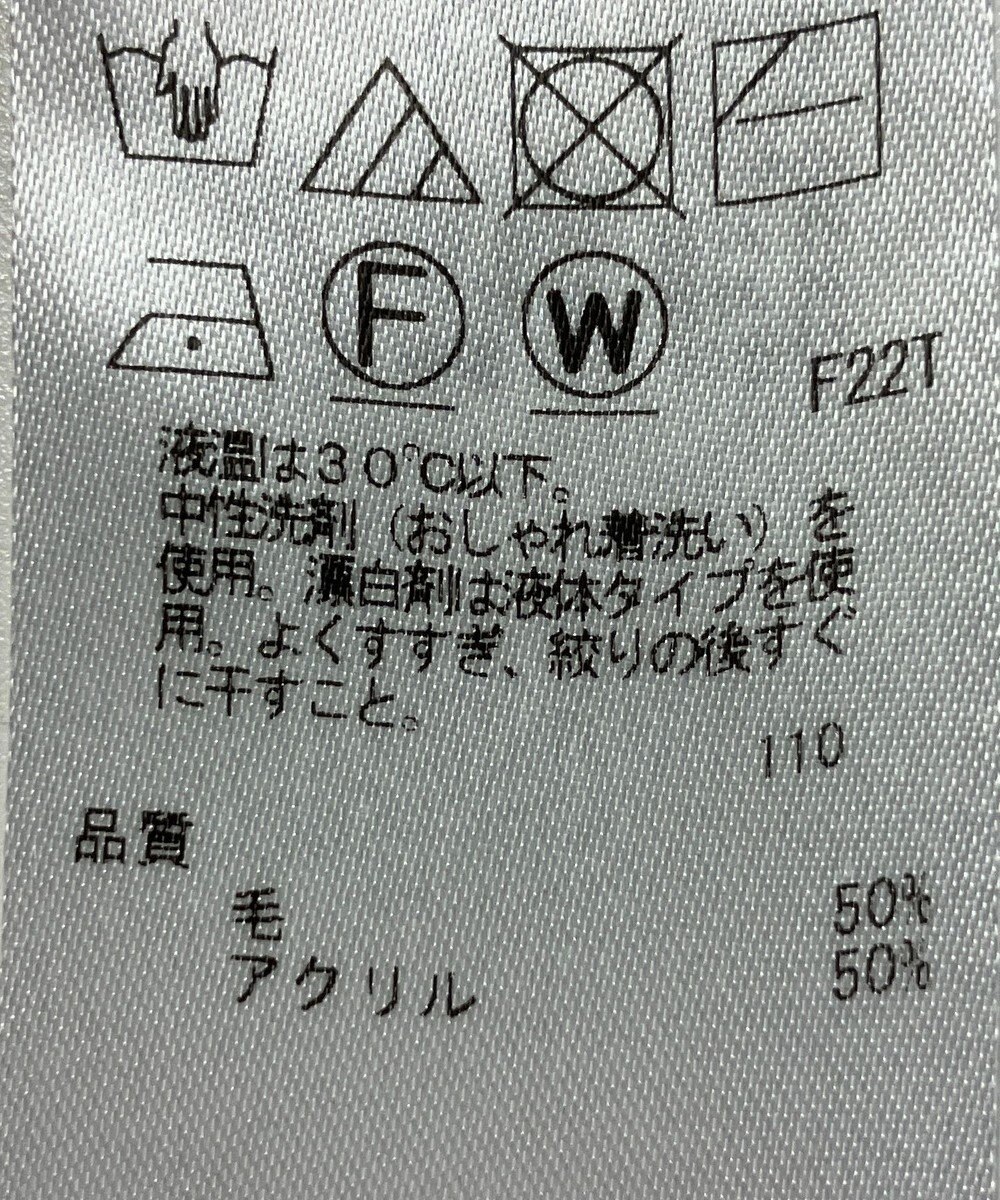 F W
F22T
液温は30℃以下。
中性洗剤(おしゃれ着洗い)を
使用。漂白剤は液体タイプを使
用。よくすすぎ、絞りの後すぐ
に干すこと。
110
品質
毛 50%
アクリル 50%